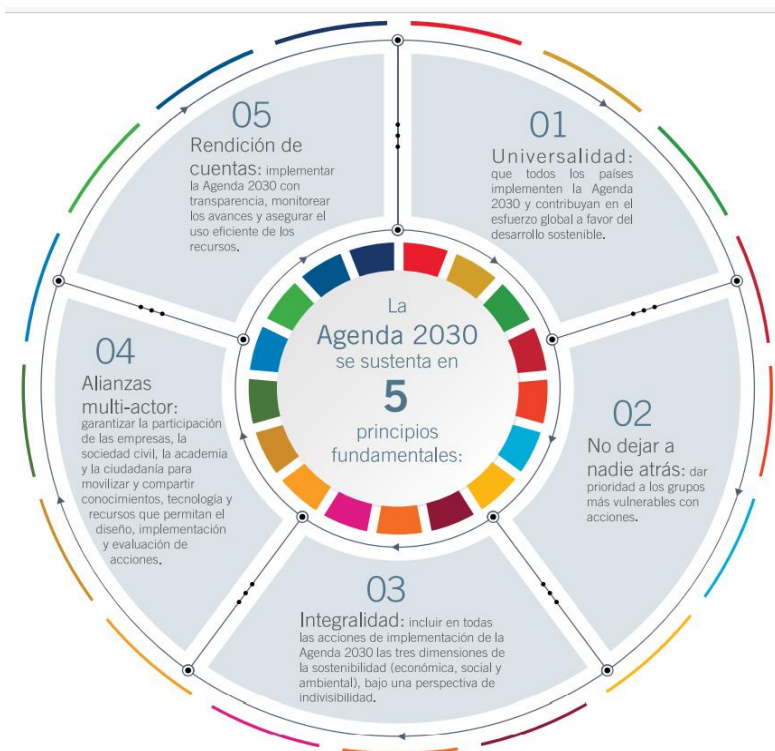 La
Agenda 2030
se sustenta en
5
principios
fundamentales:
01
Universalidad:
que todos los países
implementen la Agenda
2030 y contribuyan en el
esfuerzo global a favor del
desarrollo sostenible.
02
No dejar a
nadie atrás: dar
prioridad a los grupos
más vulnerables con
acciones.
03
Integralidad: incluir en todas
las acciones de implementación de la
Agenda 2030 las tres dimensiones de
la sostenibilidad (económica, social y
ambiental), bajo una perspectiva de
indivisibilidad.
04
Alianzas
multi-actor:
garantizar la participación
de las empresas, la
sociedad civil, la academia
y la ciudadanía para
movilizar y compartir
conocimientos, tecnología y
recursos que permitan el
diseño, implementación
y evaluación de
acciones.
05
Rendición de
cuentas: implementar
la Agenda 2030 con
transparencia, monitorear
los avances y asegurar el
uso eficiente de los
recursos.